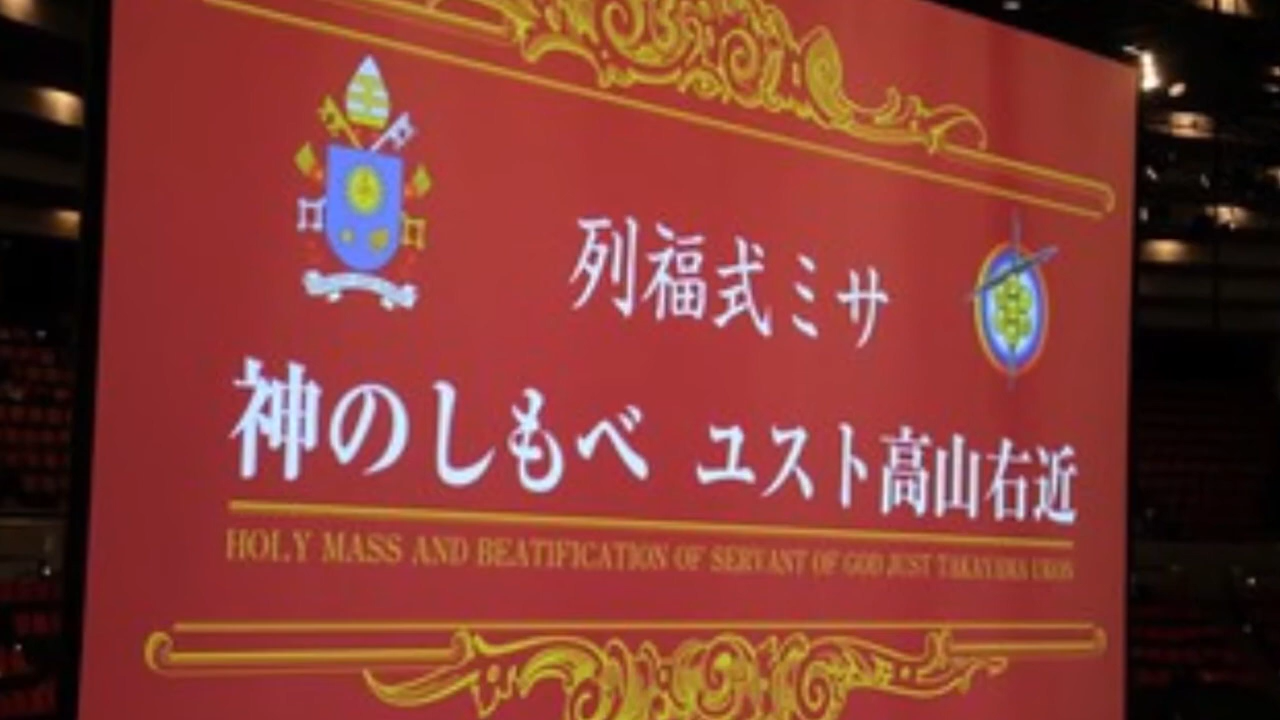 列福式ミサ
神のしもべ ユスト高山右近
HOLY MASS AND BEATIFICATION OF SERVANT OF GOD JUST TAKAYAMA UKON